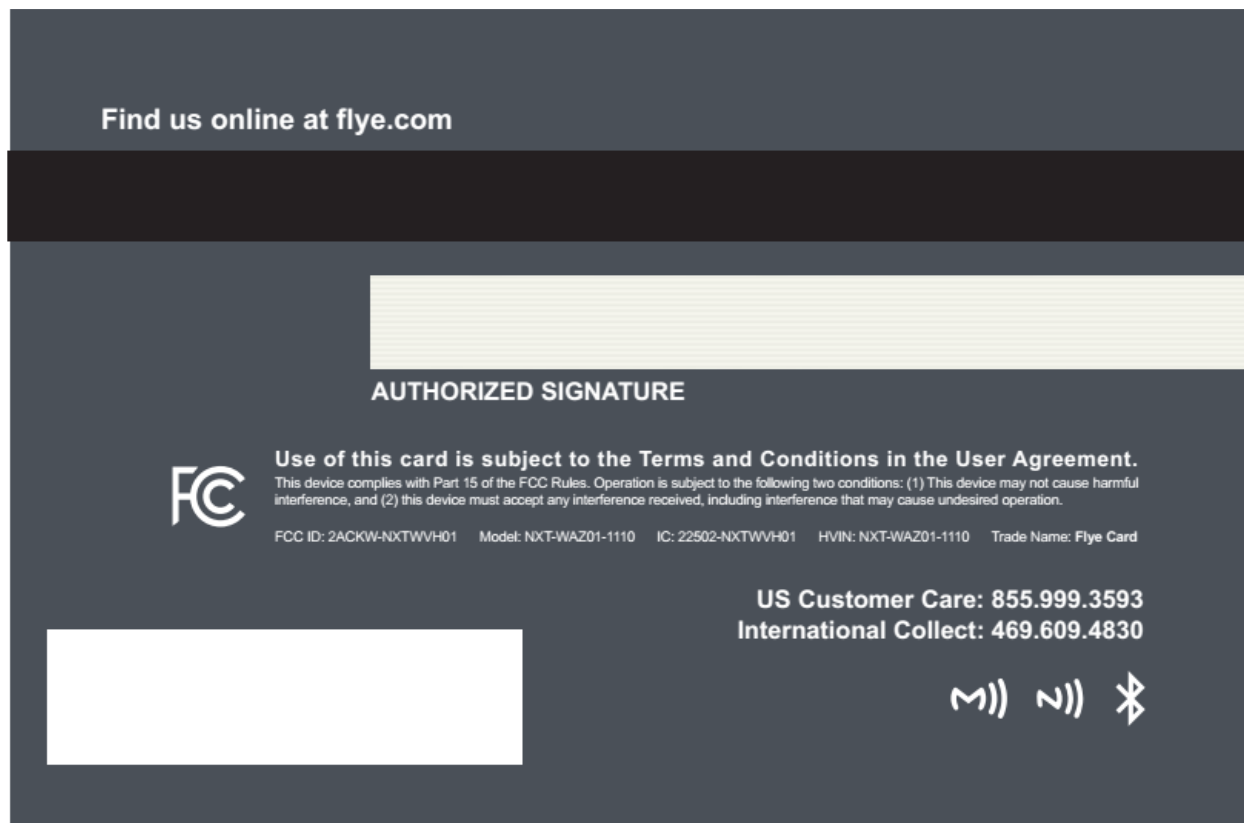 Find us online at flye.com
AUTHORIZED SIGNATURE
FC
Use of this card is subject to the Terms and Conditions in the User Agreement.
This device complies with Part 15 of the FCC Rules. Operation is subject to the following two conditions: (1) This device may not cause harmful
interference, and (2) this device must accept any interference received, including interference that may cause undesired operation.
FCC ID: 2ACKW-NXTWVH01 Model: NXT-WAZ01-1110 IC: 22502-NXTWVH01 HVIN: NXT-WAZ01-1110 Trade Name: Flye Card
US Customer Care: 855.999.3593
International Collect: 469.609.4830